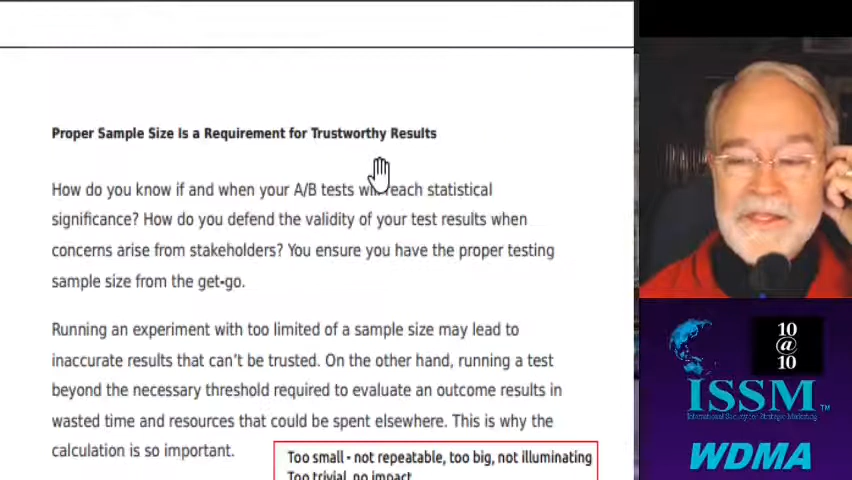 Proper Sample Size Is a Requirement for Trustworthy Results
How do you know if and when your A/B tests will reach statistical
significance? How do you defend the validity of your test results when
concerns arise from stakeholders? You ensure you have the proper testing
sample size from the get-go.
Running an experiment with too limited of a sample size may lead to
inaccurate results that can't be trusted. On the other hand, running a test
beyond the necessary threshold required to evaluate an outcome results in
wasted time and resources that could be spent elsewhere. This is why the
calculation is so important.
Too small - not repeatable, too big, not illuminating
Too trivial, no impact
10
@
10
ISSM™
International Society for Strategic Marketing
WDMA